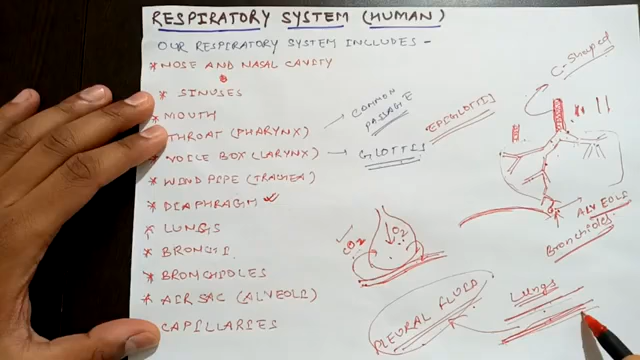 RESPIRATORY SYSTEM (HUMAN)
OUR RESPIRATORY SYSTEM INCLUDES -
* NOSE AND NASAL CAVITY
* SINUSES
* MOUTH
THROAT (PHARYNX)
COMMON PASSAGE
* VOICE BOX (LARYNX)
GLOTTIS
EPIGLOTTIS
* WIND PIPE (TRACHEA)
* DIAPHRAGM
* LUNGS
* BRONCHI
* BRONCHIOLES
* AIR SAC (ALVEOLI)
CAPILLARIES
C-Shaped
ALVEOLI
Bronchioles
O2
CO2
Lungs
PLEURAL FLUID